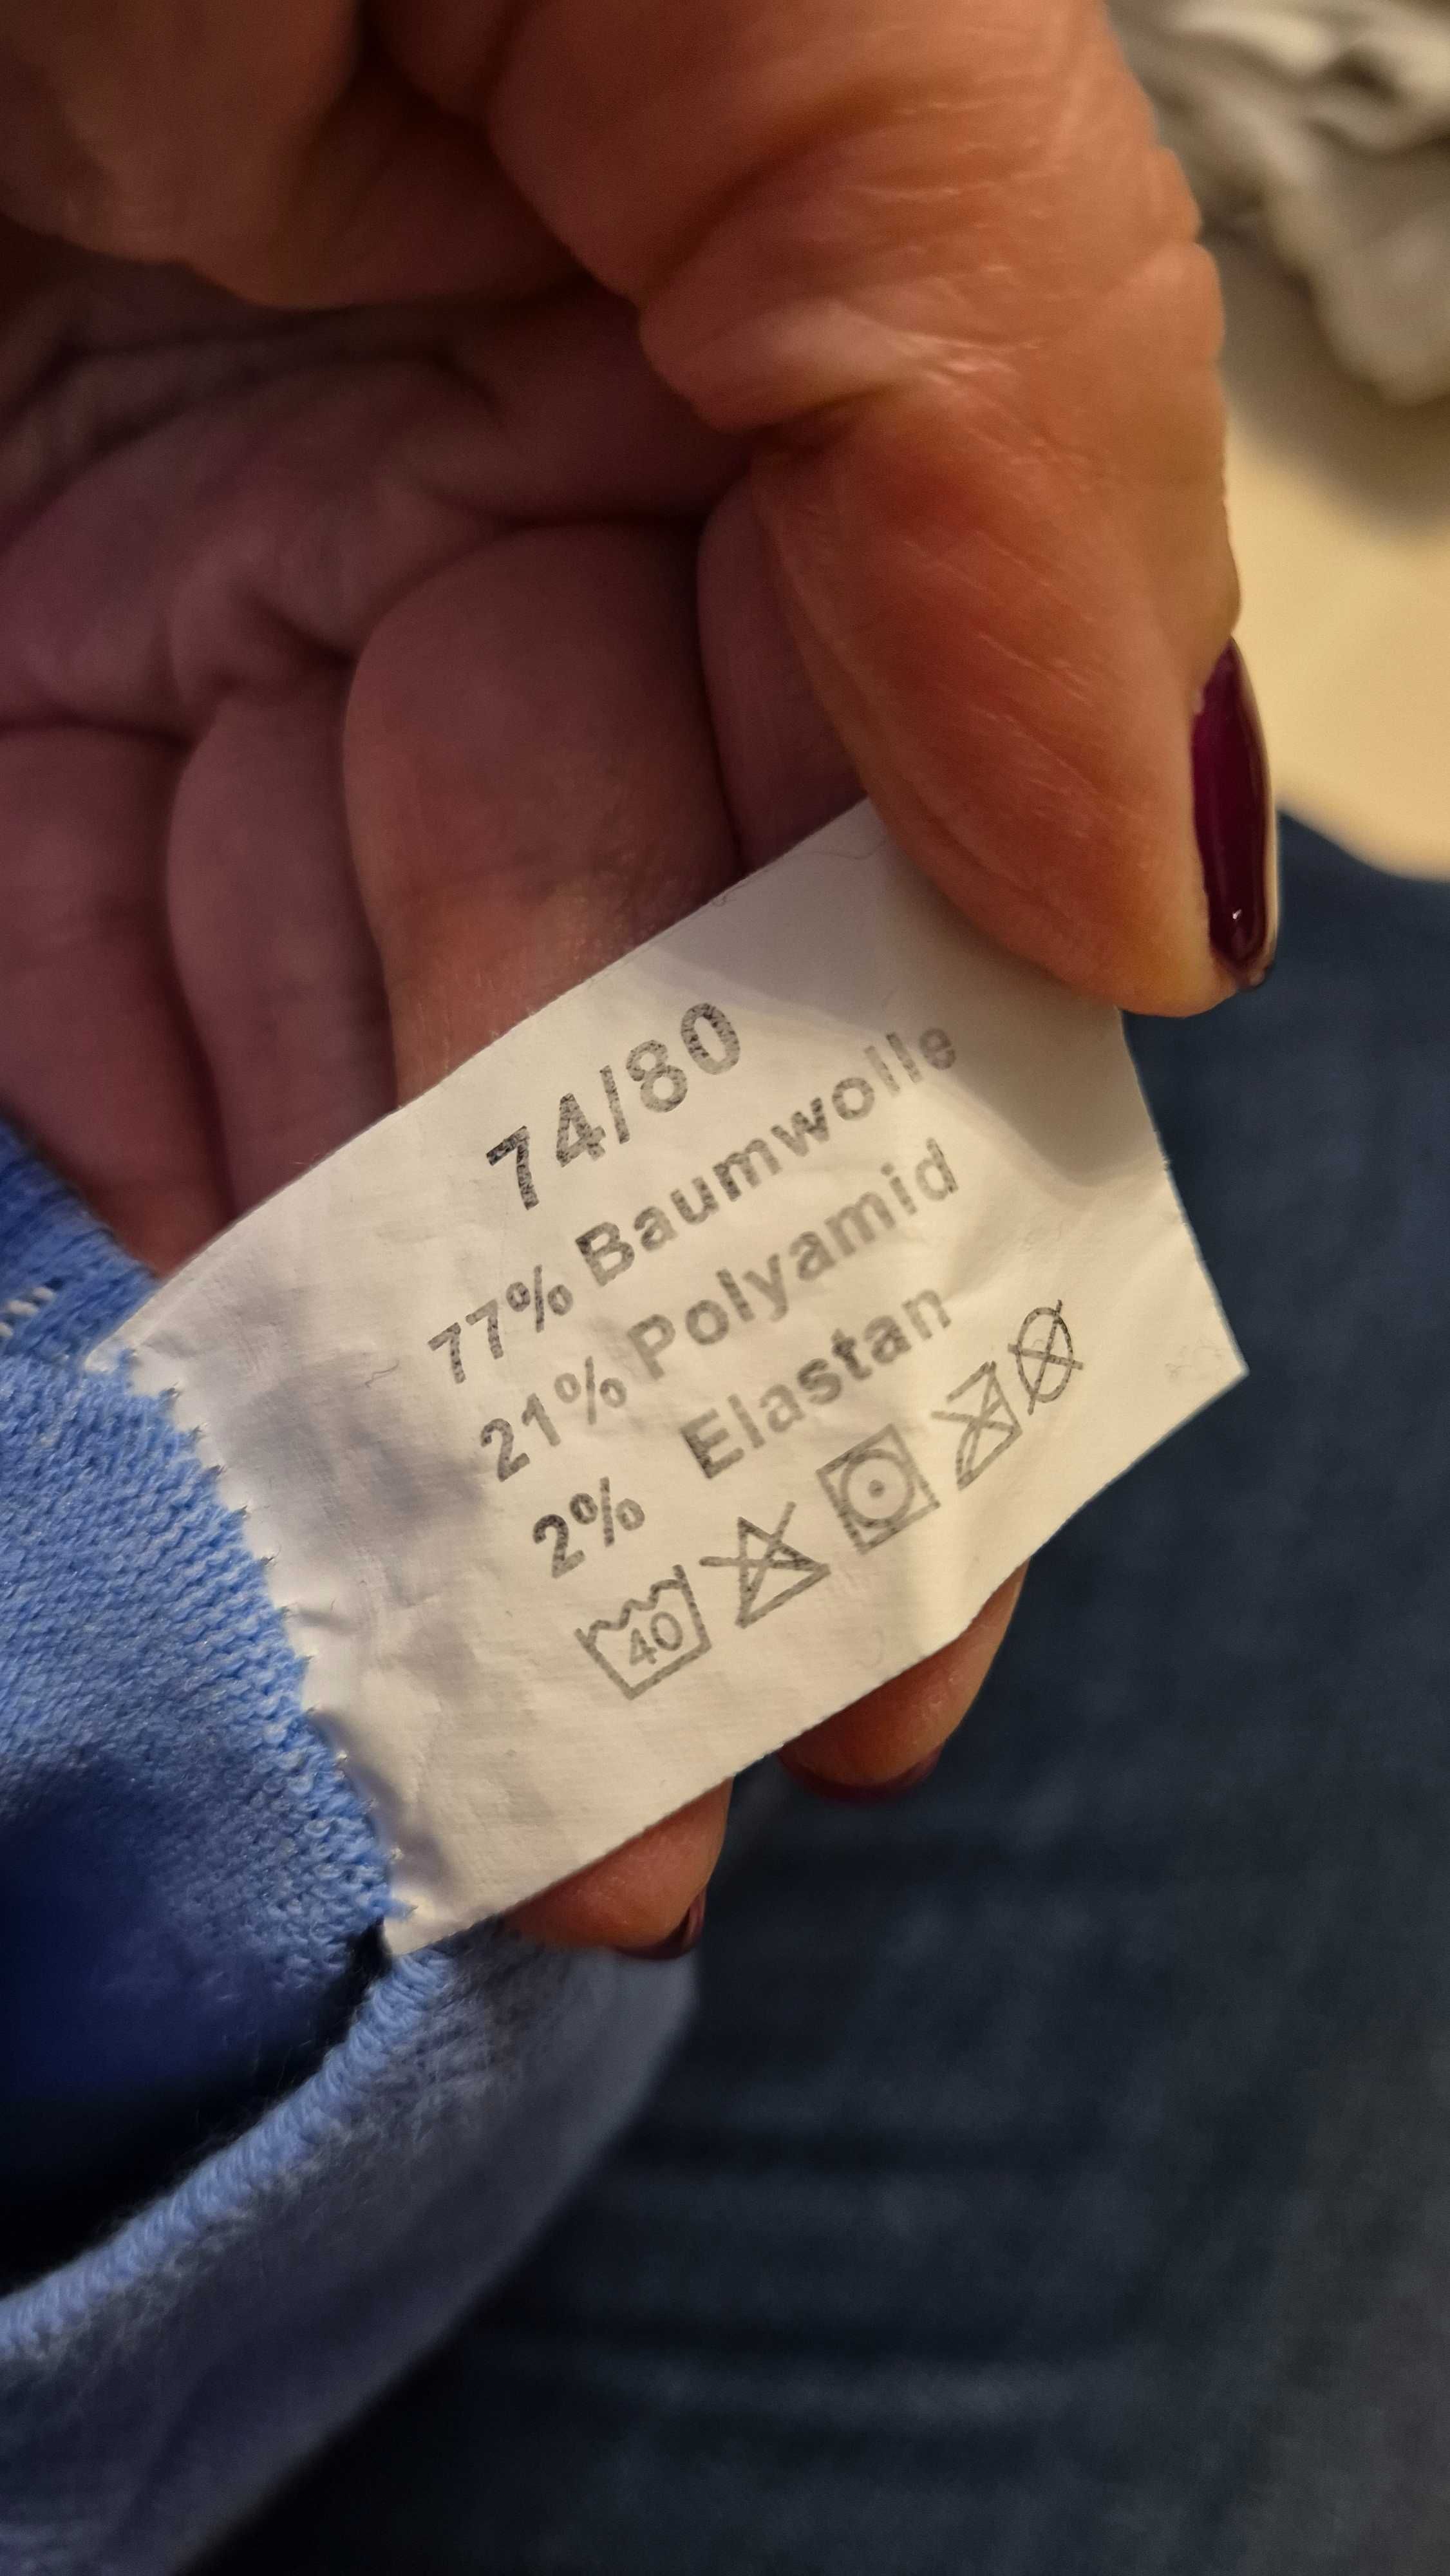 74/80
77% Baumwolle
21% Polyamid
2% Elastan
40